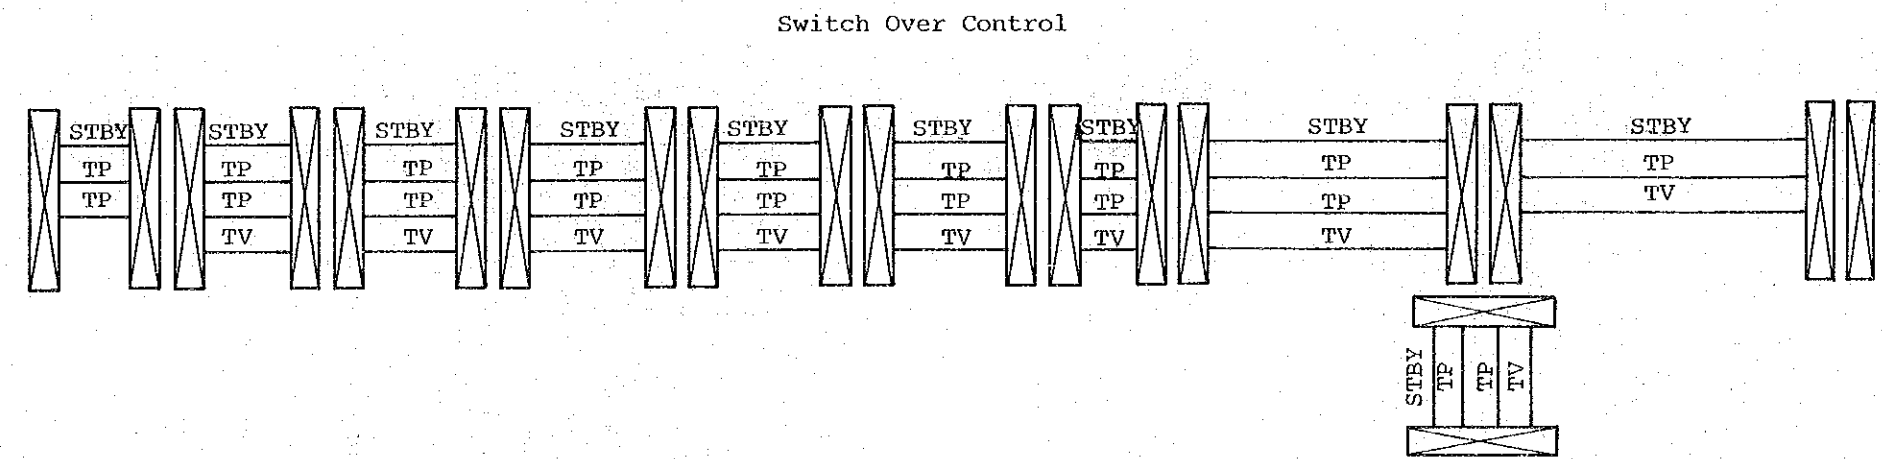 Switch Over Control
STBY STBY STBY STBY STBY STBY STBY STBY STBY
TP TP TP TP TP TP TP TP TP
TP TP TP TP TP TP TP TP TV
TV TV TV TV TV TV TV
STBY
TP
TP
TV